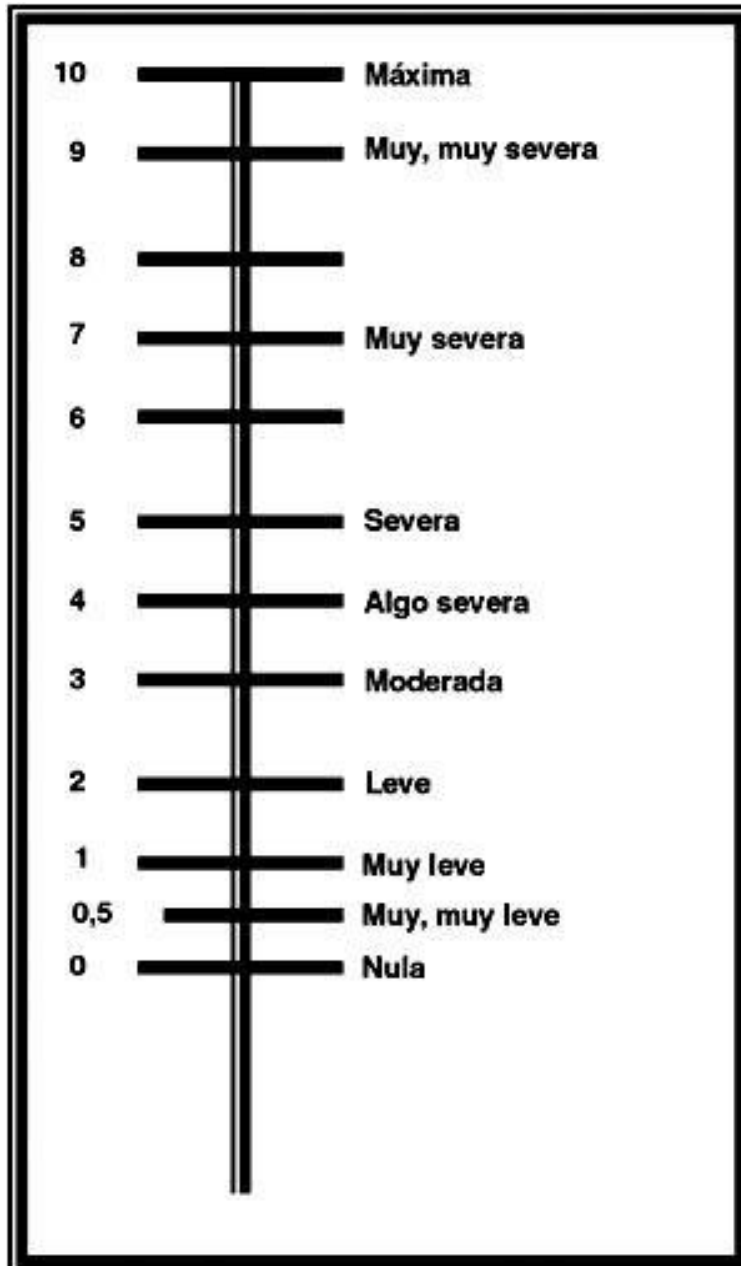 10 Máxima
9 Muy, muy severa
8
7 Muy severa
6
5 Severa
4 Algo severa
3 Moderada
2 Leve
1 Muy leve
0,5 Muy, muy leve
0 Nula